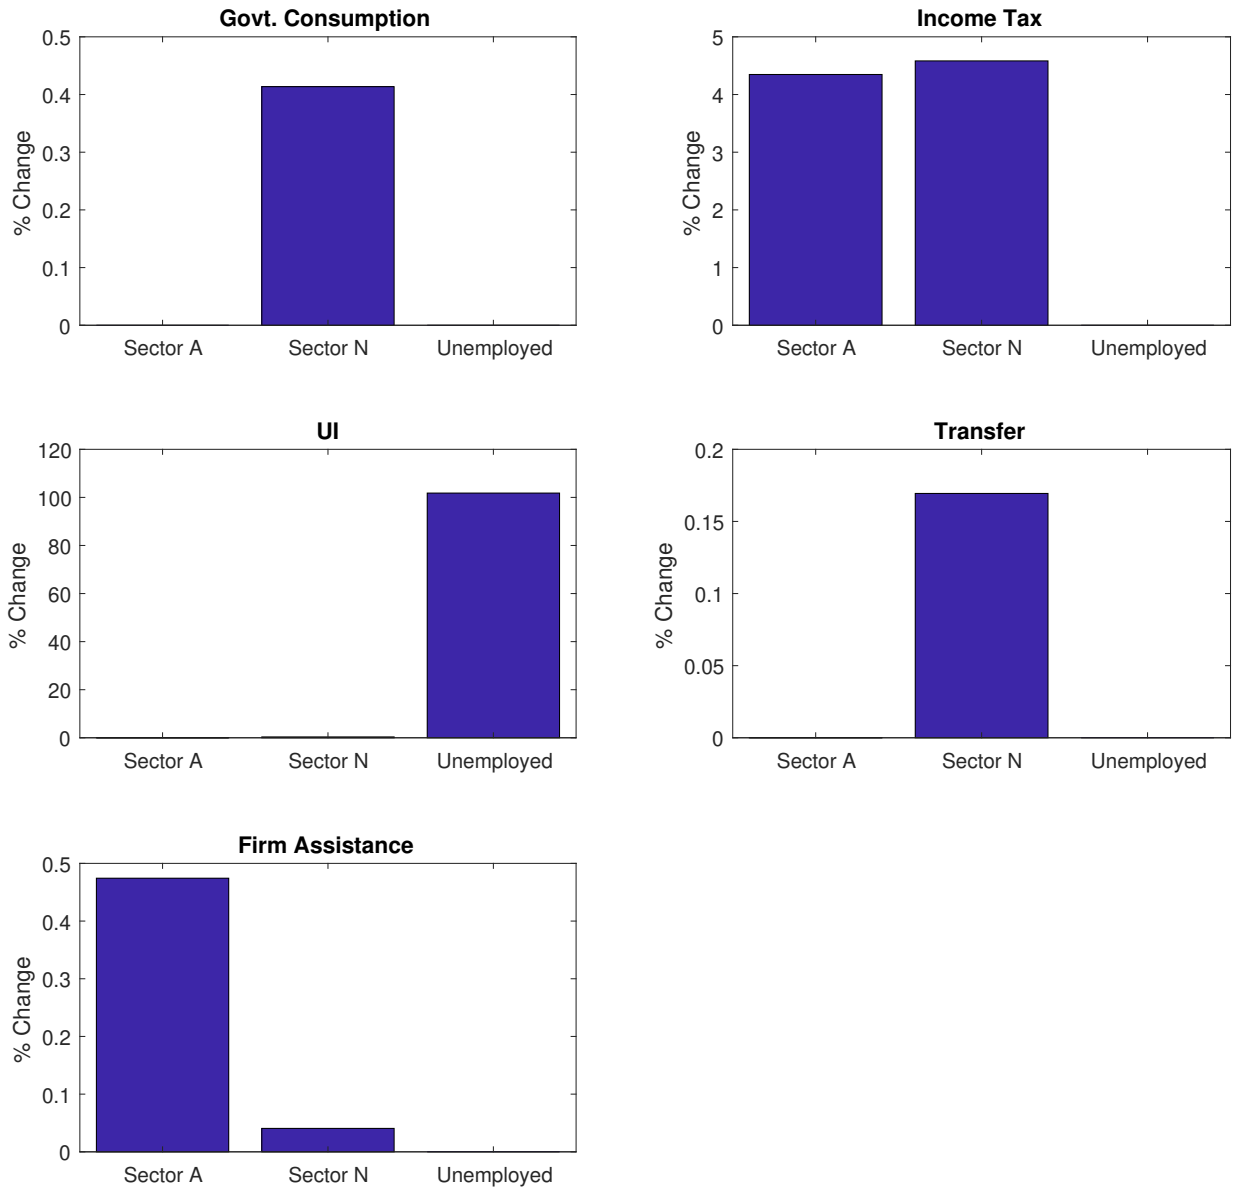 Govt. Consumption
0.5
0.4
0.3
0.2
0.1
0
% Change
Sector A Sector N Unemployed
Income Tax
5
4
3
2
1
0
% Change
Sector A Sector N Unemployed
UI
120
100
80
60
40
20
0
% Change
Sector A Sector N Unemployed
Transfer
0.2
0.15
0.1
0.05
0
% Change
Sector A Sector N Unemployed
Firm Assistance
0.5
0.4
0.3
0.2
0.1
0
% Change
Sector A Sector N Unemployed